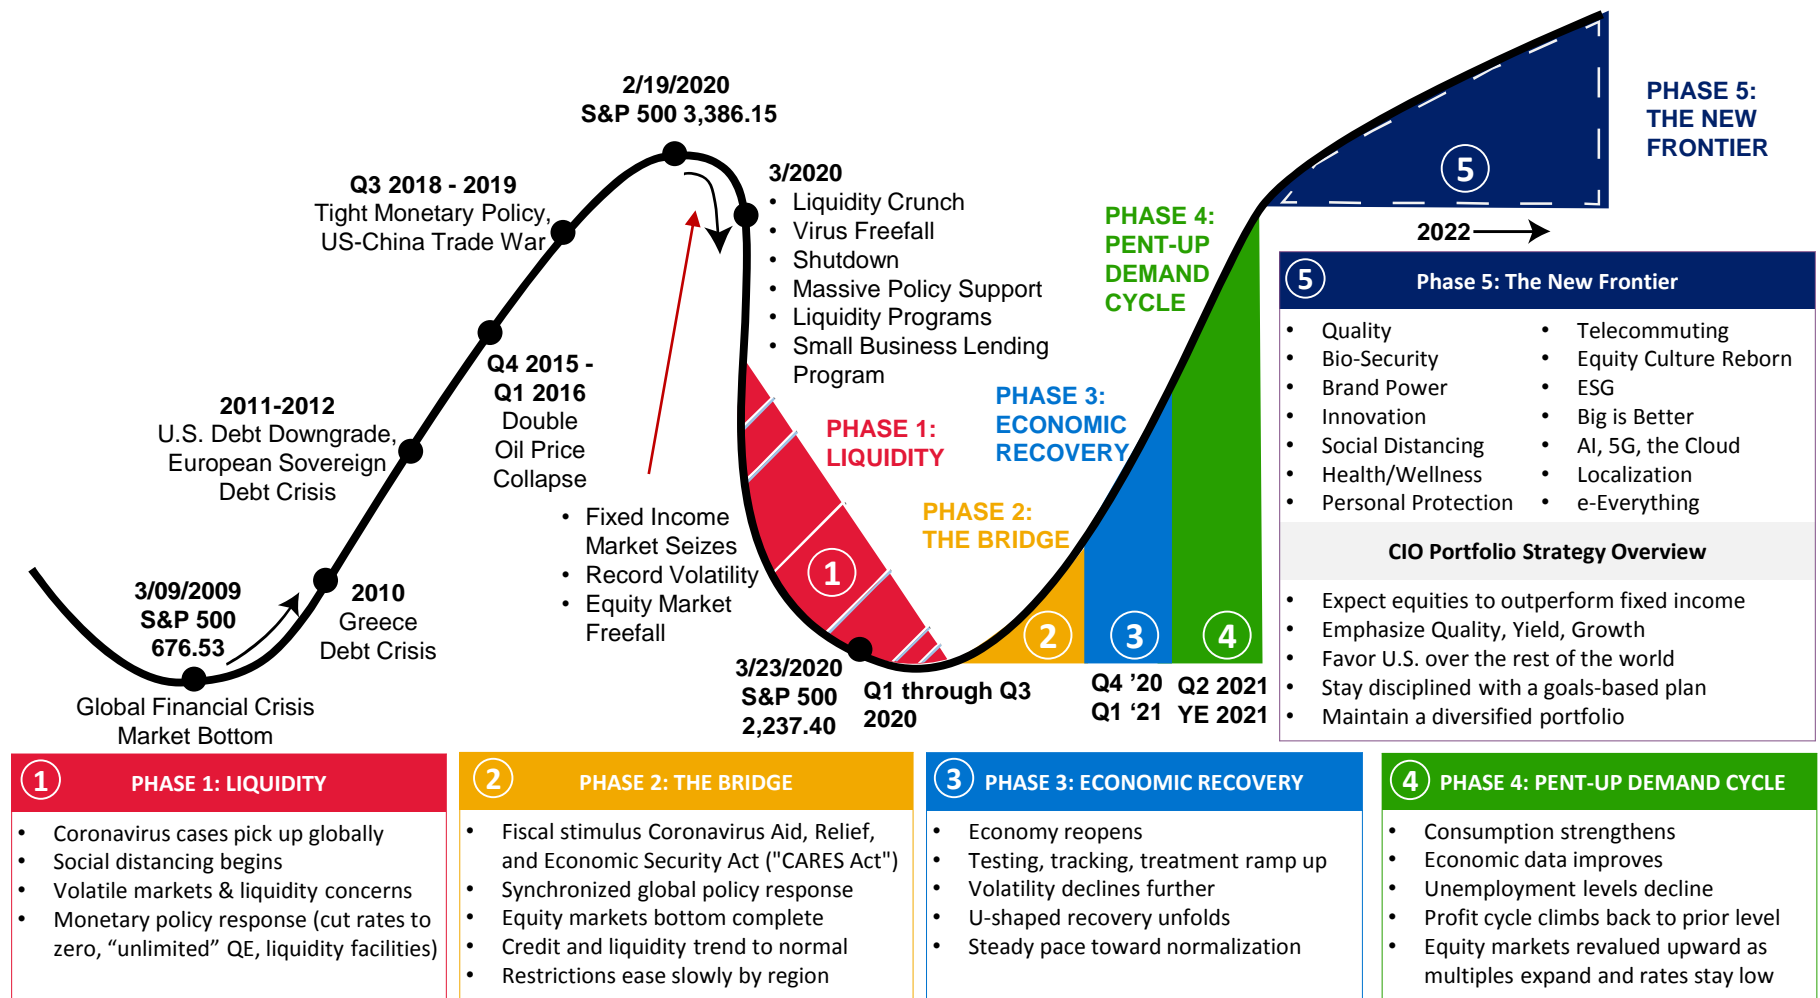 2/19/2020
S&P 500 3,386.15
Q3 2018 - 2019
Tight Monetary Policy,
US-China Trade War
3/2020
• Liquidity Crunch
• Virus Freefall
• Shutdown
• Massive Policy Support
• Liquidity Programs
• Small Business Lending
Program
Q4 2015 -
Q1 2016
Double
Oil Price
Collapse
2011-2012
U.S. Debt Downgrade,
European Sovereign
Debt Crisis
• Fixed Income
Market Seizes
• Record Volatility
• Equity Market
Freefall
3/09/2009
S&P 500
676.53
Global Financial Crisis
Market Bottom
2010
Greece
Debt Crisis
PHASE 1:
LIQUIDITY
1
3/23/2020
S&P 500
2,237.40
Q1 through Q3
2020
PHASE 2:
THE BRIDGE
2
PHASE 3:
ECONOMIC
RECOVERY
3
Q4 ’20
Q1 ‘21
PHASE 4:
PENT-UP
DEMAND
CYCLE
4
Q2 2021
YE 2021
PHASE 5:
THE NEW
FRONTIER
5
2022
5 Phase 5: The New Frontier
• Quality
• Bio-Security
• Brand Power
• Innovation
• Social Distancing
• Health/Wellness
• Personal Protection
• Telecommuting
• Equity Culture Reborn
• ESG
• Big is Better
• AI, 5G, the Cloud
• Localization
• e-Everything
CIO Portfolio Strategy Overview
• Expect equities to outperform fixed income
• Emphasize Quality, Yield, Growth
• Favor U.S. over the rest of the world
• Stay disciplined with a goals-based plan
• Maintain a diversified portfolio
1 PHASE 1: LIQUIDITY
• Coronavirus cases pick up globally
• Social distancing begins
• Volatile markets & liquidity concerns
• Monetary policy response (cut rates to
zero, “unlimited” QE, liquidity facilities)
2 PHASE 2: THE BRIDGE
• Fiscal stimulus Coronavirus Aid, Relief,
and Economic Security Act ("CARES Act")
• Synchronized global policy response
• Equity markets bottom complete
• Credit and liquidity trend to normal
• Restrictions ease slowly by region
3 PHASE 3: ECONOMIC RECOVERY
• Economy reopens
• Testing, tracking, treatment ramp up
• Volatility declines further
• U-shaped recovery unfolds
• Steady pace toward normalization
4 PHASE 4: PENT-UP DEMAND CYCLE
• Consumption strengthens
• Economic data improves
• Unemployment levels decline
• Profit cycle climbs back to prior level
• Equity markets revalued upward as
multiples expand and rates stay low